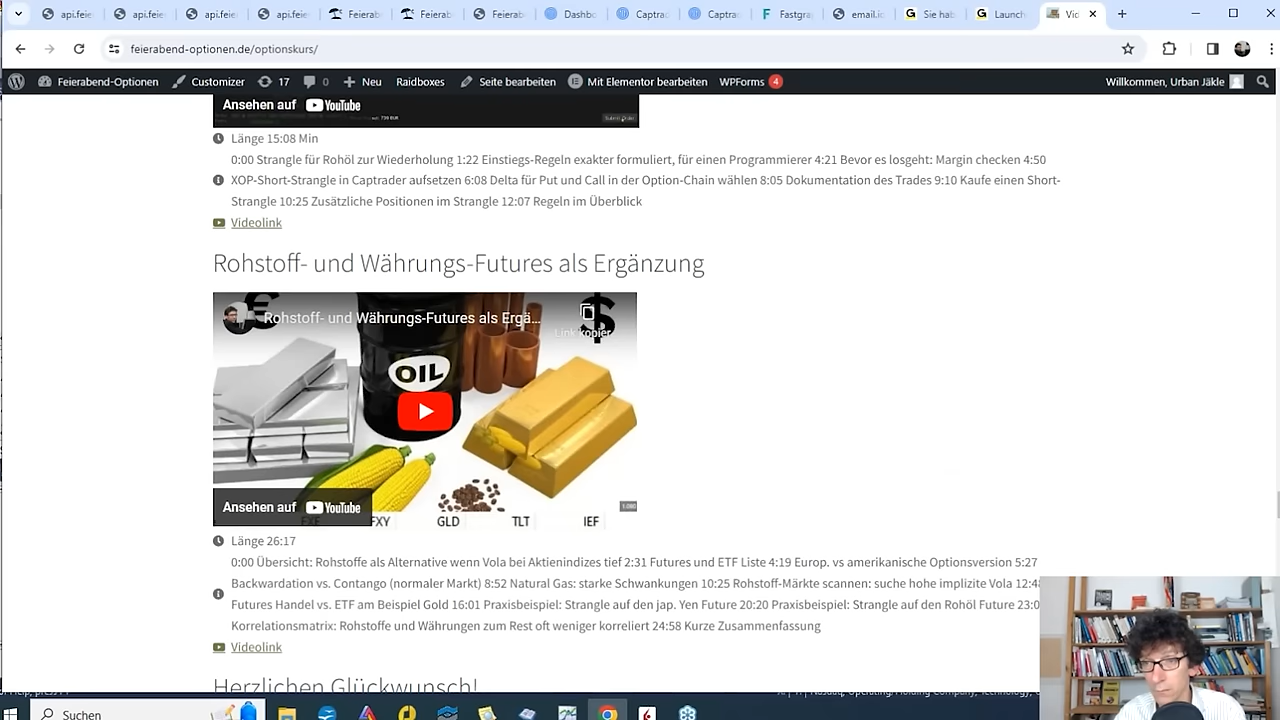 api.feie
api.feie
api.feie
Feierab
Feierab
Feierab
Dashbo
Captrad
Captra
Fastgra
email.ig
Sie hab
Launch
Vid
feierabend-optionen.de/optionskurs/
Feierabend-Optionen
Customizer
17
0
Neu
Raidboxes
Seite bearbeiten
Mit Elementor bearbeiten
WPForms 4
Willkommen, Urban Jäkle
Ansehen auf YouTube
Länge 15:08 Min
0:00 Strangle für Rohöl zur Wiederholung 1:22 Einstiegs-Regeln exakter formuliert, für einen Programmierer 4:21 Bevor es losgeht: Margin checken 4:50
XOP-Short-Strangle in Captrader aufsetzen 6:08 Delta für Put und Call in der Option-Chain wählen 8:05 Dokumentation des Trades 9:10 Kaufe einen Short-
Strangle 10:25 Zusätzliche Positionen im Strangle 12:07 Regeln im Überblick
Videolink
Rohstoff- und Währungs-Futures als Ergänzung
Rohstoff- und Währungs-Futures als Ergä...
Link kopier
OIL
Ansehen auf YouTube
FXY GLD TLT IEF
Länge 26:17
0:00 Übersicht: Rohstoffe als Alternative wenn Vola bei Aktienindizes tief 2:31 Futures und ETF Liste 4:19 Europ. vs amerikanische Optionsversion 5:27
Backwardation vs. Contango (normaler Markt) 8:52 Natural Gas: starke Schwankungen 10:25 Rohstoff-Märkte scannen: suche hohe implizite Vola 12:48
Futures Handel vs. ETF am Beispiel Gold 16:01 Praxisbeispiel: Strangle auf den jap. Yen Future 20:20 Praxisbeispiel: Strangle auf den Rohöl Future 23:0
Korrelationsmatrix: Rohstoffe und Währungen zum Rest oft weniger korreliert 24:58 Kurze Zusammenfassung
Videolink
Herzlichen Glückwunsch!
Suchen